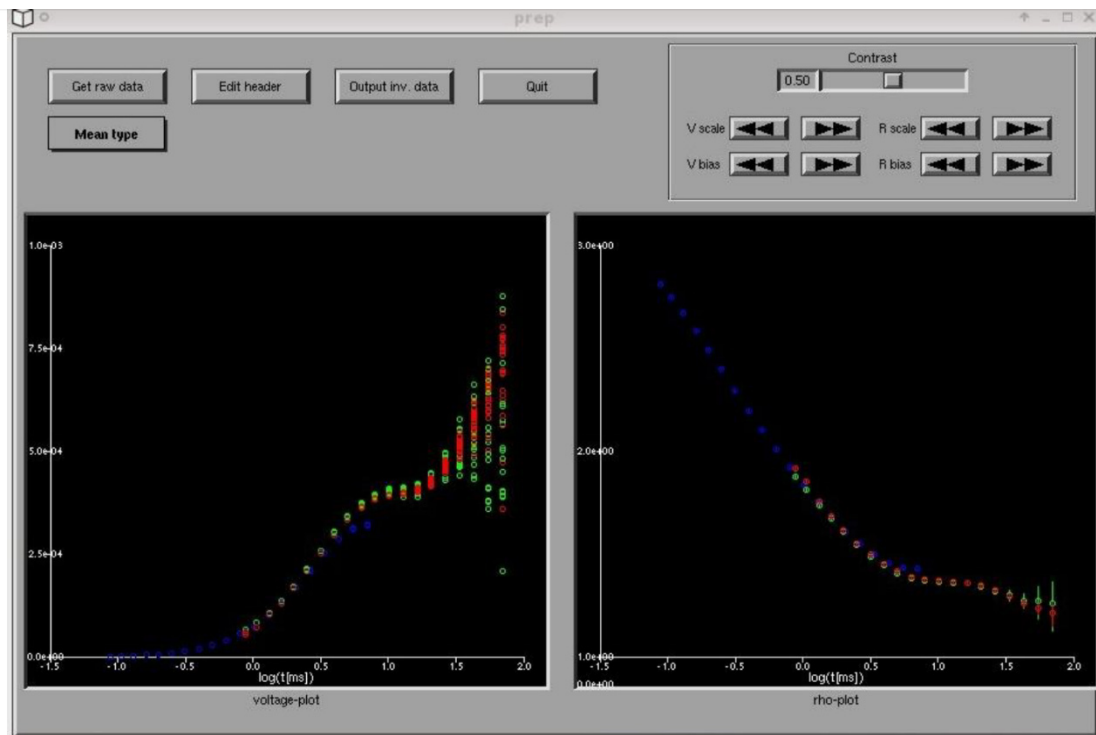 prep
Contrast
0.50
Get raw data Edit header Output inv. data Quit
Mean type
V scale R scale
V bias R bias
1.0e-03
7.5e-04
5.0e-04
2.5e-04
0.0e+00
-1.5 -1.0 -0.5 0.0 0.5 1.0 1.5 2.0
log(t[ms])
voltage-plot
3.0e+00
2.0e+00
1.0e+00
-1.5 -1.0 -0.5 0.0 0.5 1.0 1.5 2.0
0.0e+00
log(t[ms])
rho-plot